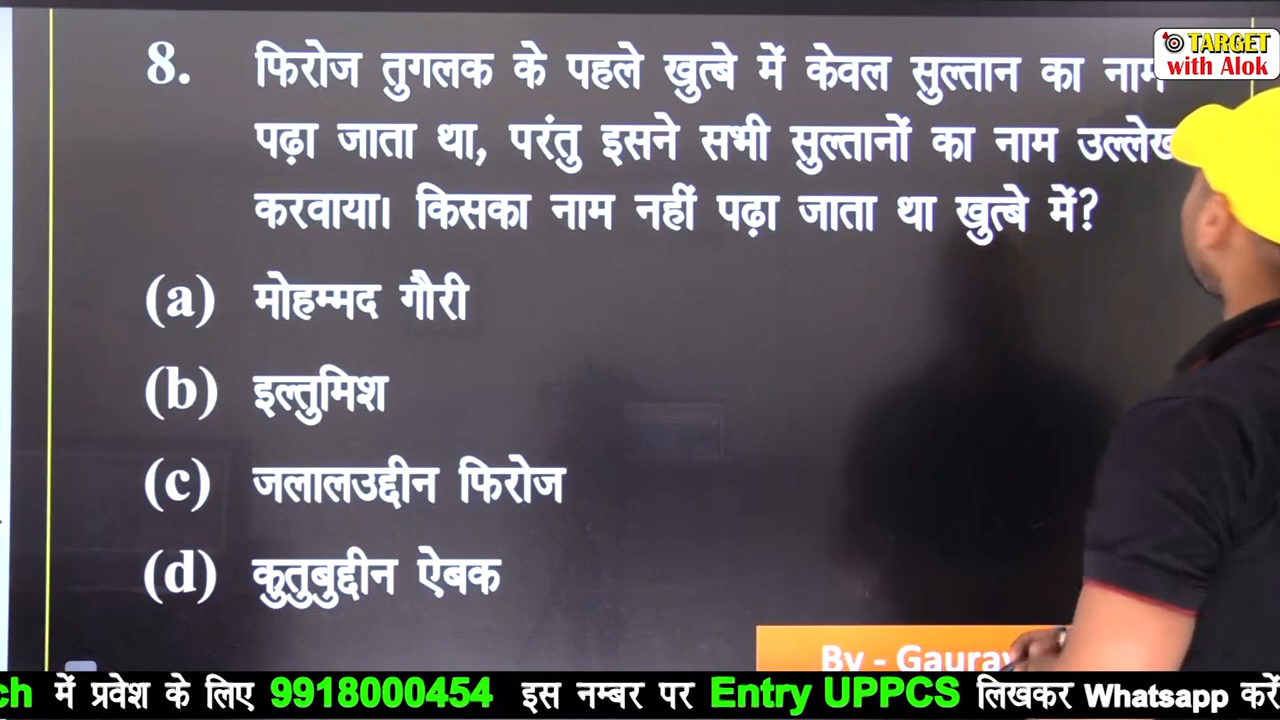 TARGET
with Alok
8. फिरोज तुगलक के पहले खुत्बे में केवल सुल्तान का नाम
पढ़ा जाता था, परंतु इसने सभी सुल्तानों का नाम
करवाया। किसका नाम नहीं पढ़ा जाता था खुत्बे में?
(a) मोहम्मद गौरी
(b) इल्तुमिश
(c) जलालउद्दीन फिरोज
(d) कुतुबुद्दीन ऐबक
By - Gaurav
में प्रवेश के लिए 9918000454 इस नम्बर पर Entry UPPCS लिखकर Whatsapp करें